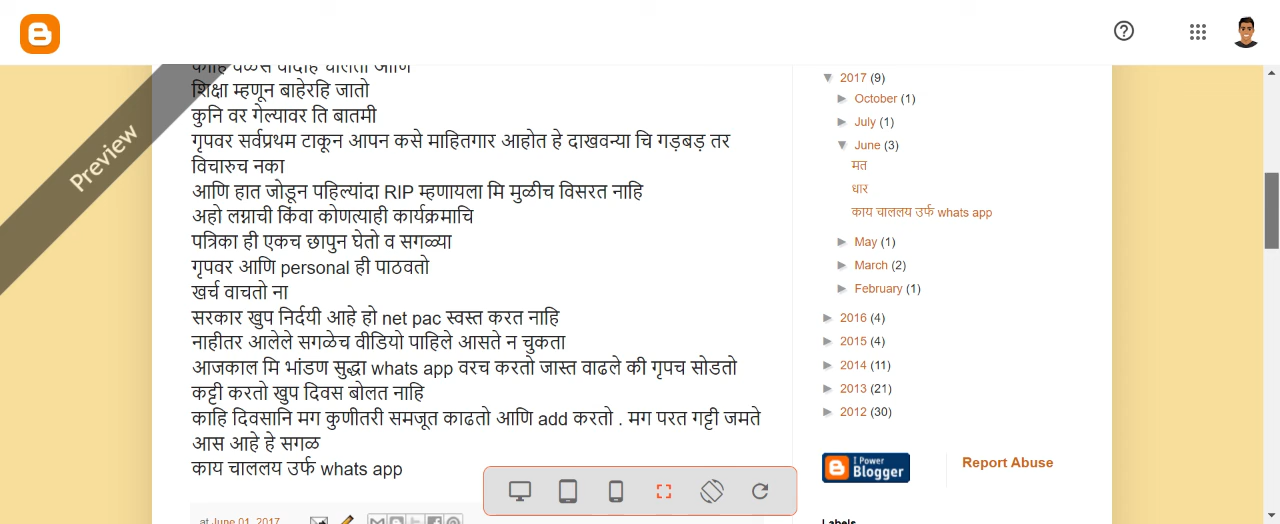 Preview
शिक्षा म्हणून बाहेरहि जातो
कुनि वर गेल्यावर ति बातमी
गृपवर सर्वप्रथम टाकून आपन कसे माहितगार आहोत हे दाखवन्या चि गड़बड़ तर
विचारुच नका
आणि हात जोडून पहिल्यांदा RIP म्हणायला मि मुळीच विसरत नाहि
अहो लग्नाची किंवा कोणत्याही कार्यक्रमाचि
पत्रिका ही एकच छापुन घेतो व सगळ्या
गृपवर आणि personal ही पाठवतो
खर्च वाचतो ना
सरकार खुप निर्दयी आहे हो net pac स्वस्त करत नाहि
नाहीतर आलेले सगळेच वीडियो पाहिले आसते न चुकता
आजकाल मि भांडण सुद्धा whats app वरच करतो जास्त वाढले की गृपच सोडतो
कट्टी करतो खुप दिवस बोलत नाहि
काहि दिवसानि मग कुणीतरी समजूत काढतो आणि add करतो . मग परत गट्टी जमते
आस आहे हे सगळ
काय चाललय उर्फ whats app
at June 01, 2017
2017 (9)
October (1)
July (1)
June (3)
मत
धार
काय चाललय उर्फ whats app
May (1)
March (2)
February (1)
2016 (4)
2015 (4)
2014 (11)
2013 (21)
2012 (30)
I Power
Blogger
Report Abuse
Labels